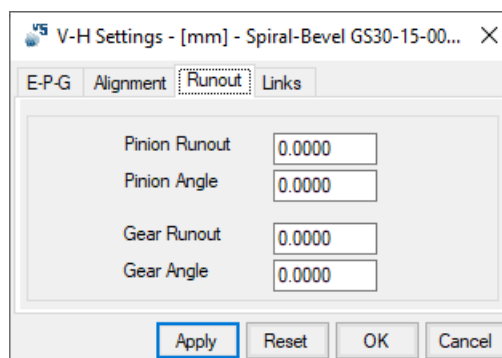 V-H Settings - [mm] - Spiral-Bevel GS30-15-00...
E-P-G Alignment Runout Links
Pinion Runout 0.0000
Pinion Angle 0.0000
Gear Runout 0.0000
Gear Angle 0.0000
Apply Reset OK Cancel